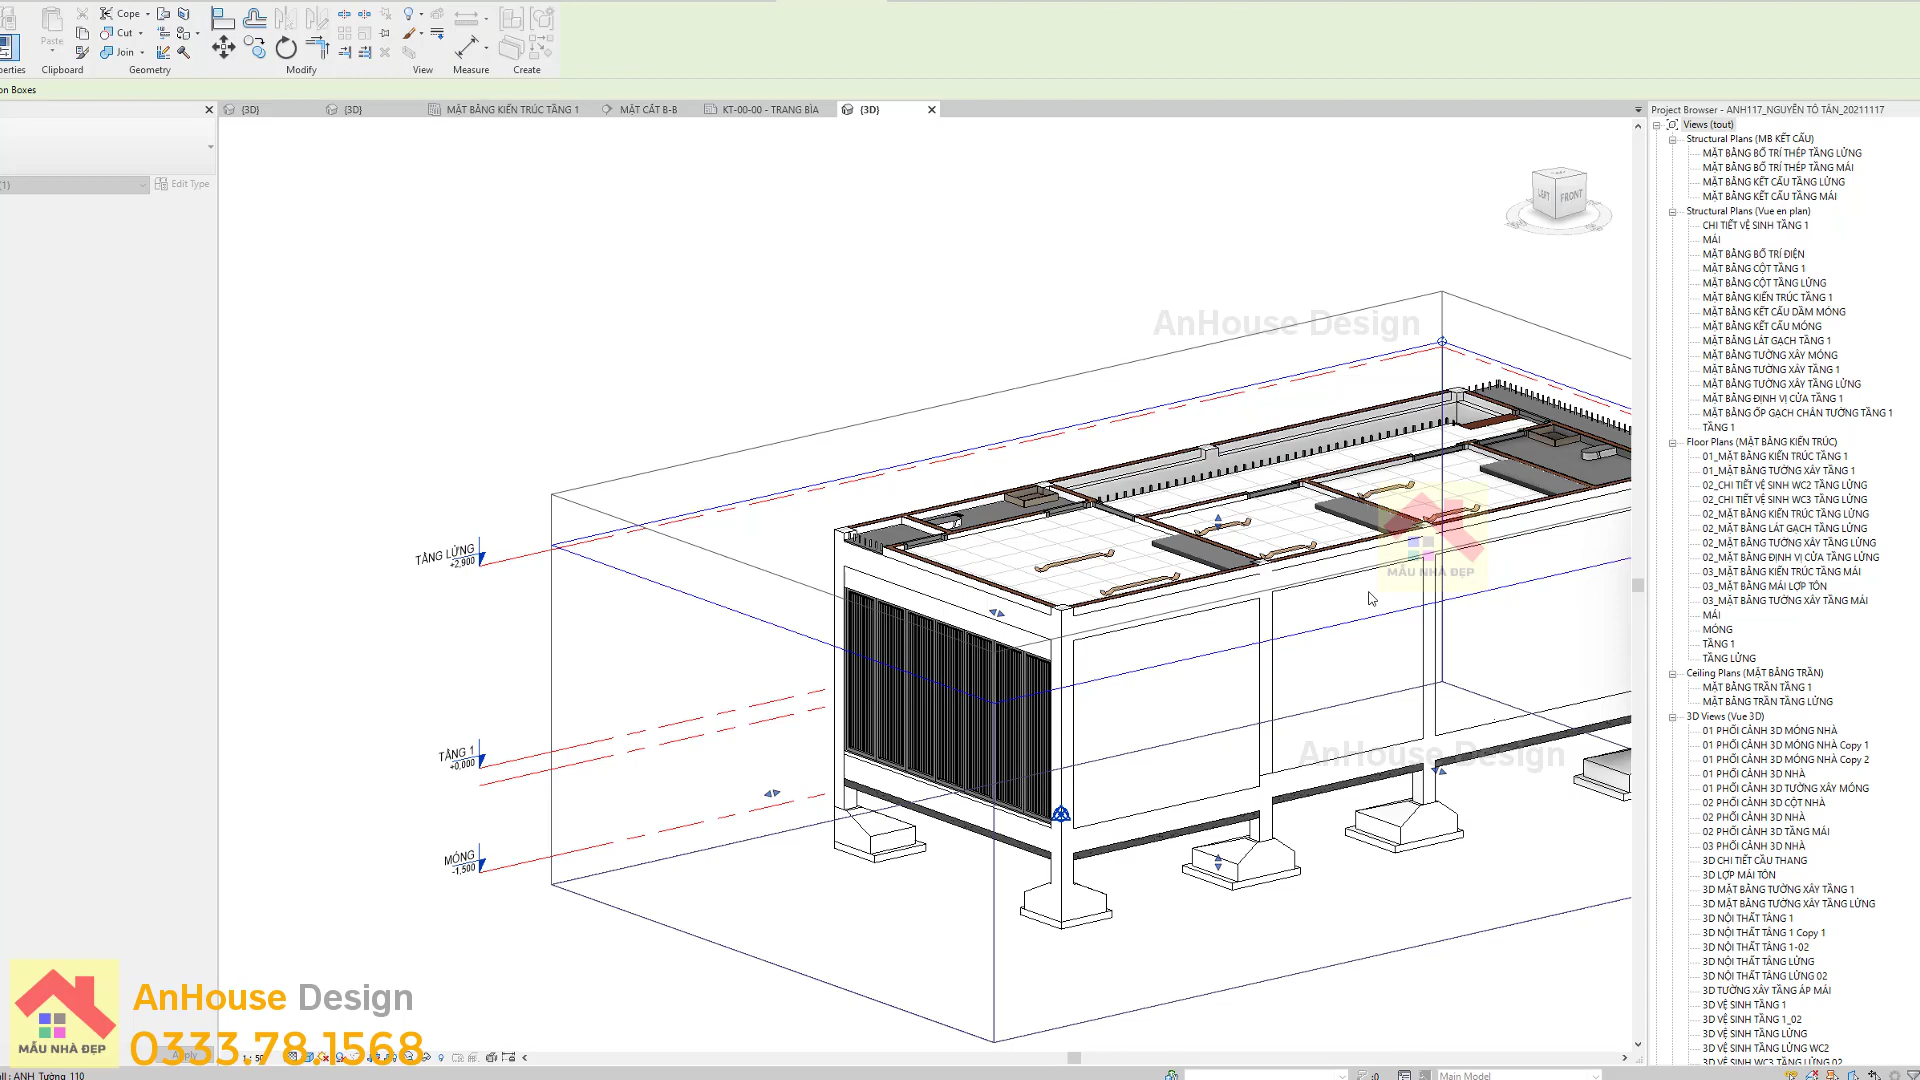 Cope
Cut
Join
Paste
erties
Clipboard
Geometry
Modify
View
Measure
Create
on Boxes
{3D}
{3D}
MẶT BẰNG KIẾN TRÚC TẦNG 1
MẶT CẮT B-B
KT-00-00 - TRANG BÌA
{3D}
(1)
Edit Type
LEFT
FRONT
AnHouse Design
TẦNG LỬNG
+2,900
TẦNG 1
+0,000
MÓNG
-1,500
MẪU NHÀ ĐẸP
AnHouse Design
Project Browser - ANH117_NGUYỄN TÔ TÂN_20211117
Views (tout)
Structural Plans (MB KẾT CẤU)
MẶT BẰNG BỐ TRÍ THÉP TẦNG LỬNG
MẶT BẰNG BỐ TRÍ THÉP TẦNG MÁI
MẶT BẰNG KẾT CẤU TẦNG LỬNG
MẶT BẰNG KẾT CẤU TẦNG MÁI
Structural Plans (Vue en plan)
CHI TIẾT VỆ SINH TẦNG 1
MÁI
MẶT BẰNG BỐ TRÍ ĐIỆN
MẶT BẰNG CỘT TẦNG 1
MẶT BẰNG CỘT TẦNG LỬNG
MẶT BẰNG KIẾN TRÚC TẦNG 1
MẶT BẰNG KẾT CẤU DẦM MÓNG
MẶT BẰNG KẾT CẤU MÓNG
MẶT BẰNG LÁT GẠCH TẦNG 1
MẶT BẰNG TƯỜNG XÂY MÓNG
MẶT BẰNG TƯỜNG XÂY TẦNG 1
MẶT BẰNG TƯỜNG XÂY TẦNG LỬNG
MẶT BẰNG ĐỊNH VỊ CỬA TẦNG 1
MẶT BẰNG ỐP GẠCH CHÂN TƯỜNG TẦNG 1
TẦNG 1
Floor Plans (MẶT BẰNG KIẾN TRÚC)
01_MẶT BẰNG KIẾN TRÚC TẦNG 1
01_MẶT BẰNG TƯỜNG XÂY TẦNG 1
02_CHI TIẾT VỆ SINH WC2 TẦNG LỬNG
02_CHI TIẾT VỆ SINH WC3 TẦNG LỬNG
02_MẶT BẰNG KIẾN TRÚC TẦNG LỬNG
02_MẶT BẰNG LÁT GẠCH TẦNG LỬNG
02_MẶT BẰNG TƯỜNG XÂY TẦNG LỬNG
02_MẶT BẰNG ĐỊNH VỊ CỬA TẦNG LỬNG
03_MẶT BẰNG KIẾN TRÚC TẦNG MÁI
03_MẶT BẰNG MÁI LỢP TÔN
03_MẶT BẰNG TƯỜNG XÂY TẦNG MÁI
MÁI
MÓNG
TẦNG 1
TẦNG LỬNG
Ceiling Plans (MẶT BẰNG TRẦN)
MẶT BẰNG TRẦN TẦNG 1
MẶT BẰNG TRẦN TẦNG LỬNG
3D Views (Vue 3D)
01 PHỐI CẢNH 3D MÓNG NHÀ
01 PHỐI CẢNH 3D MÓNG NHÀ Copy 1
01 PHỐI CẢNH 3D MÓNG NHÀ Copy 2
01 PHỐI CẢNH 3D NHÀ
01 PHỐI CẢNH 3D TƯỜNG XÂY MÓNG
02 PHỐI CẢNH 3D CỘT NHÀ
02 PHỐI CẢNH 3D NHÀ
02 PHỐI CẢNH 3D TẦNG MÁI
03 PHỐI CẢNH 3D NHÀ
3D CHI TIẾT CẦU THANG
3D LỢP MÁI TÔN
3D MẶT BẰNG TƯỜNG XÂY TẦNG 1
3D MẶT BẰNG TƯỜNG XÂY TẦNG LỬNG
3D NỘI THẤT TẦNG 1
3D NỘI THẤT TẦNG 1 Copy 1
3D NỘI THẤT TẦNG 1-02
3D NỘI THẤT TẦNG LỬNG
3D NỘI THẤT TẦNG LỬNG 02
3D TƯỜNG XÂY TẦNG ÁP MÁI
3D VỆ SINH TẦNG 1
3D VỆ SINH TẦNG 1_02
3D VỆ SINH TẦNG LỬNG
3D VỆ SINH TẦNG LỬNG WC2
3D VỆ SINH WC3 TẦNG LỬNG 02
MẪU NHÀ ĐẸP
AnHouse Design
0333.78.1568
Apply
1 : 50
all : ANH_Tường_110
:0
Main Model